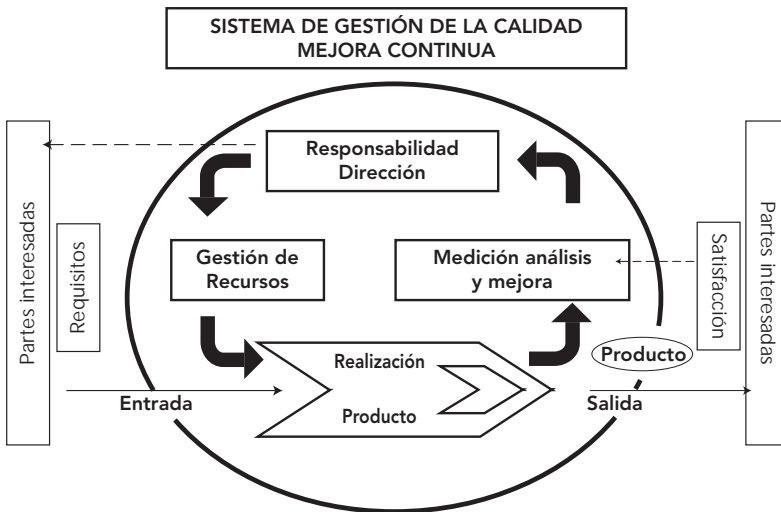 SISTEMA DE GESTIÓN DE LA CALIDAD
MEJORA CONTINUA
Responsabilidad
Dirección
Partes interesadas
Requisitos
Gestión de
Recursos
Medición análisis
y mejora
Satisfacción
Partes interesadas
Realización
Producto
Producto
Entrada
Salida